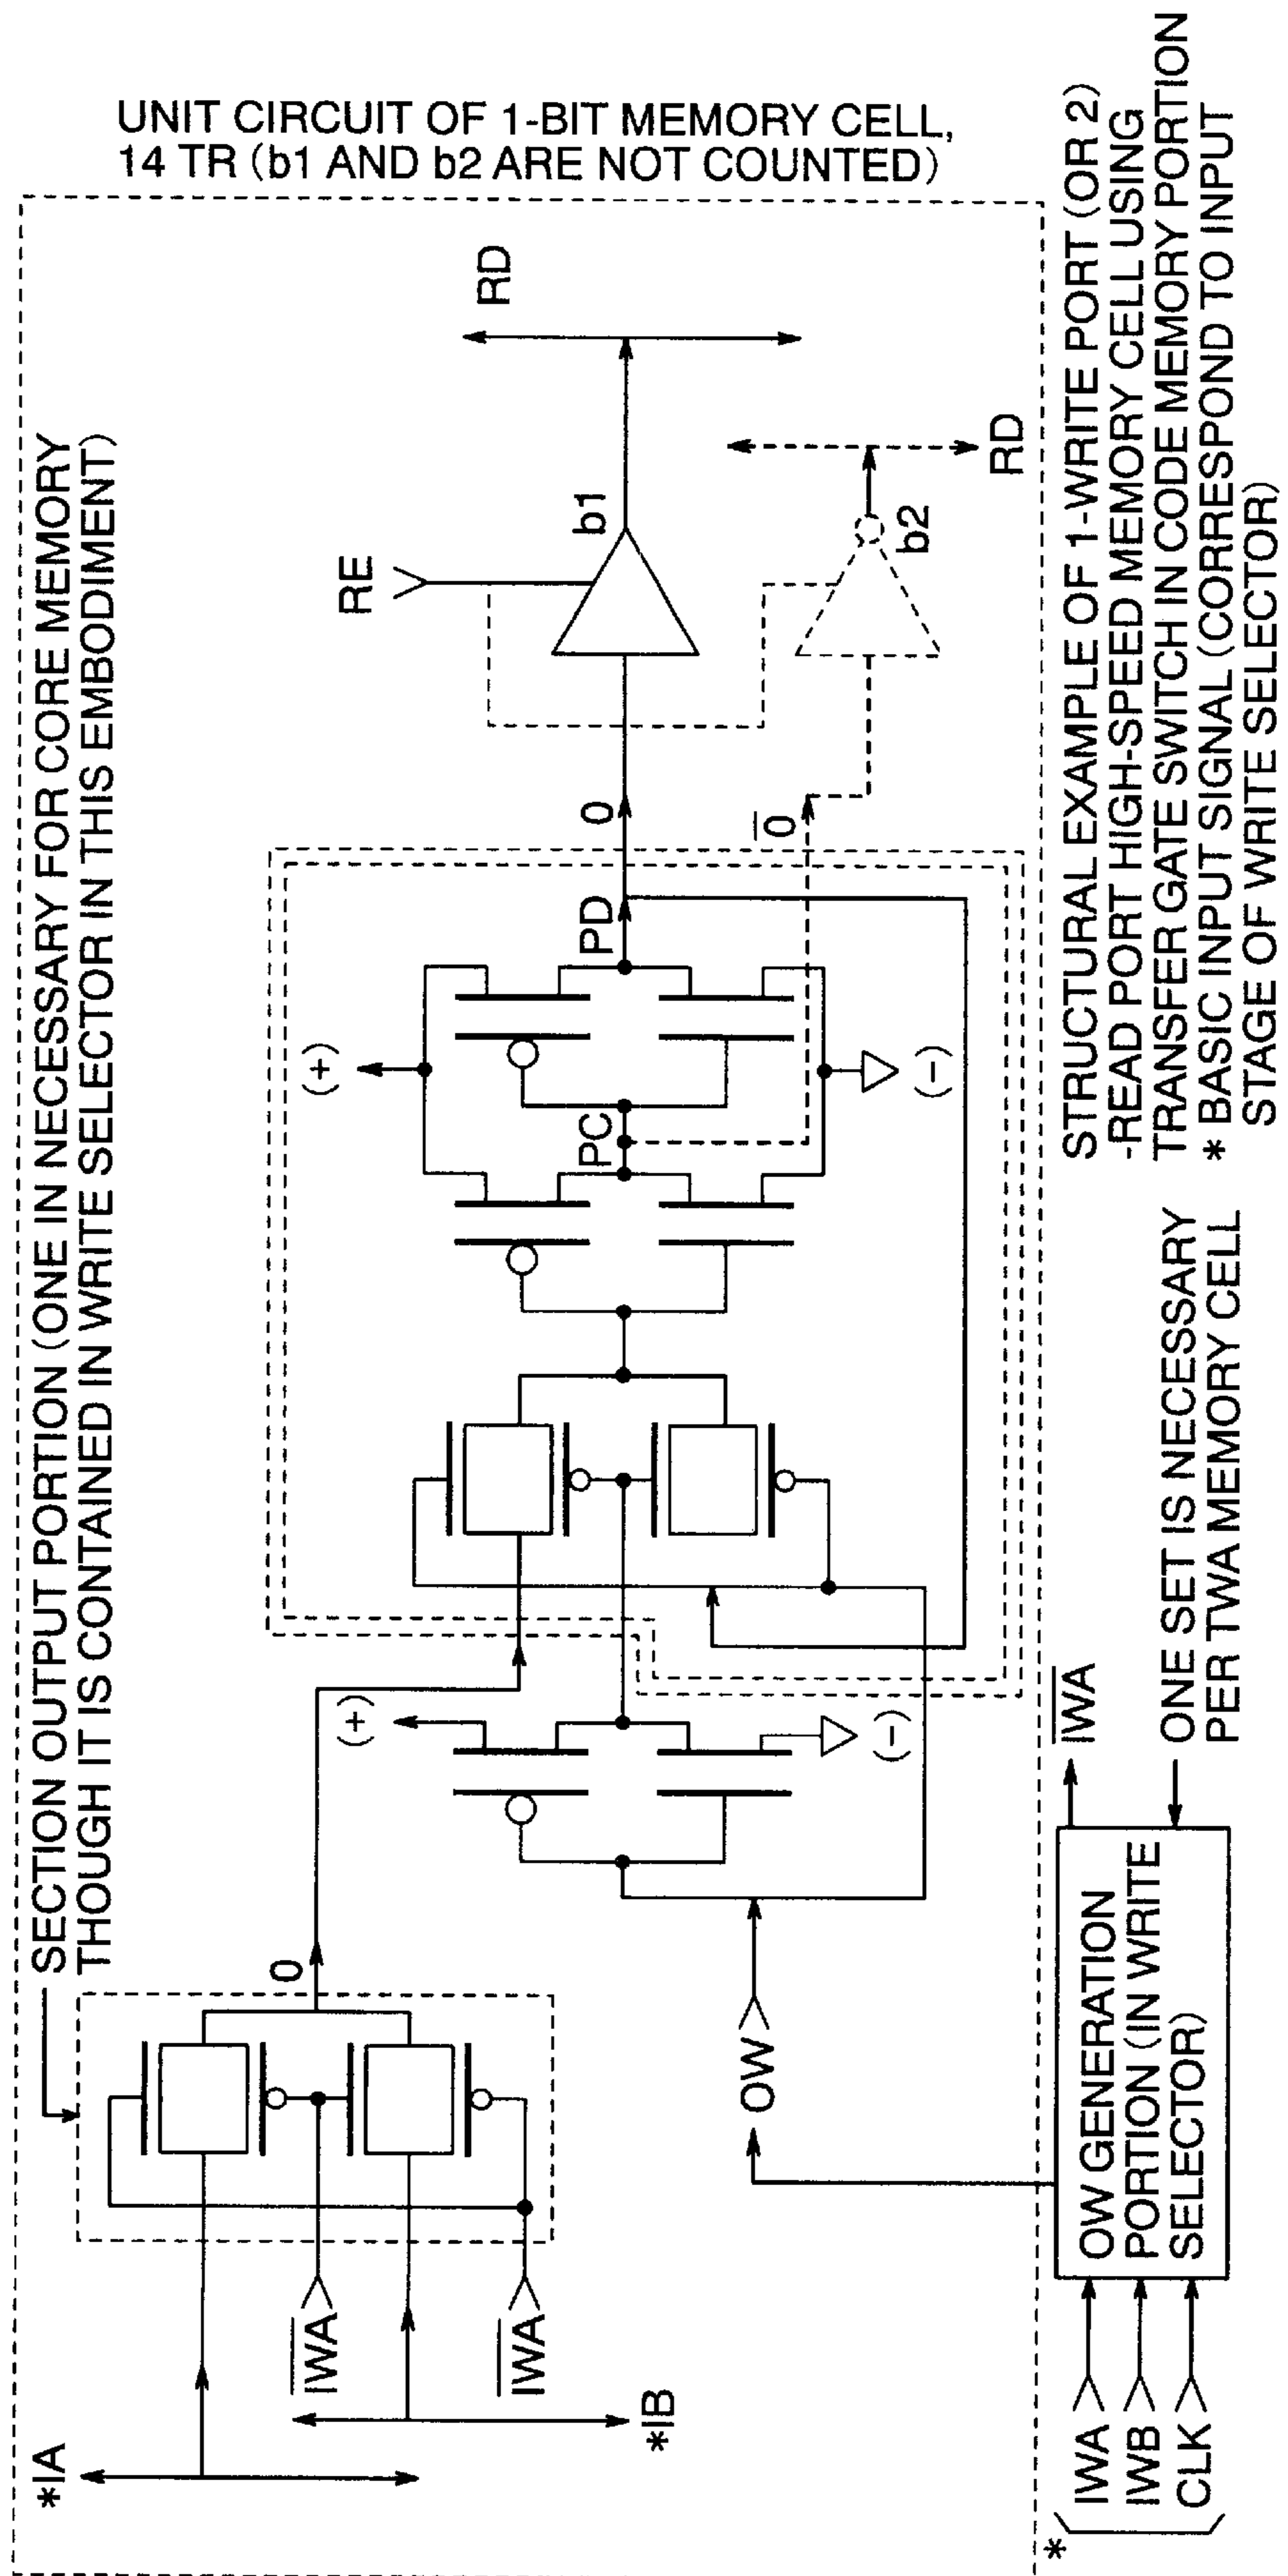 UNIT CIRCUIT OF 1-BIT MEMORY CELL,
14 TR (b1 AND b2 ARE NOT COUNTED)
SECTION OUTPUT PORTION (ONE IN NECESSARY FOR CORE MEMORY
THOUGH IT IS CONTAINED IN WRITE SELECTOR IN THIS EMBODIMENT)
*IA
I̅W̅A̅
*IB
I̅W̅A̅
0
(+)
(-)
OW
(+)
(-)
PC
PD
0
0̅
RE
b1
RD
b2
RD
*
IWA
IWB
CLK
OW GENERATION
PORTION (IN WRITE
SELECTOR)
I̅W̅A̅
ONE SET IS NECESSARY
PER TWA MEMORY CELL
STRUCTURAL EXAMPLE OF 1-WRITE PORT (OR 2)
-READ PORT HIGH-SPEED MEMORY CELL USING
TRANSFER GATE SWITCH IN CODE MEMORY PORTION
* BASIC INPUT SIGNAL (CORRESPOND TO INPUT
STAGE OF WRITE SELECTOR)